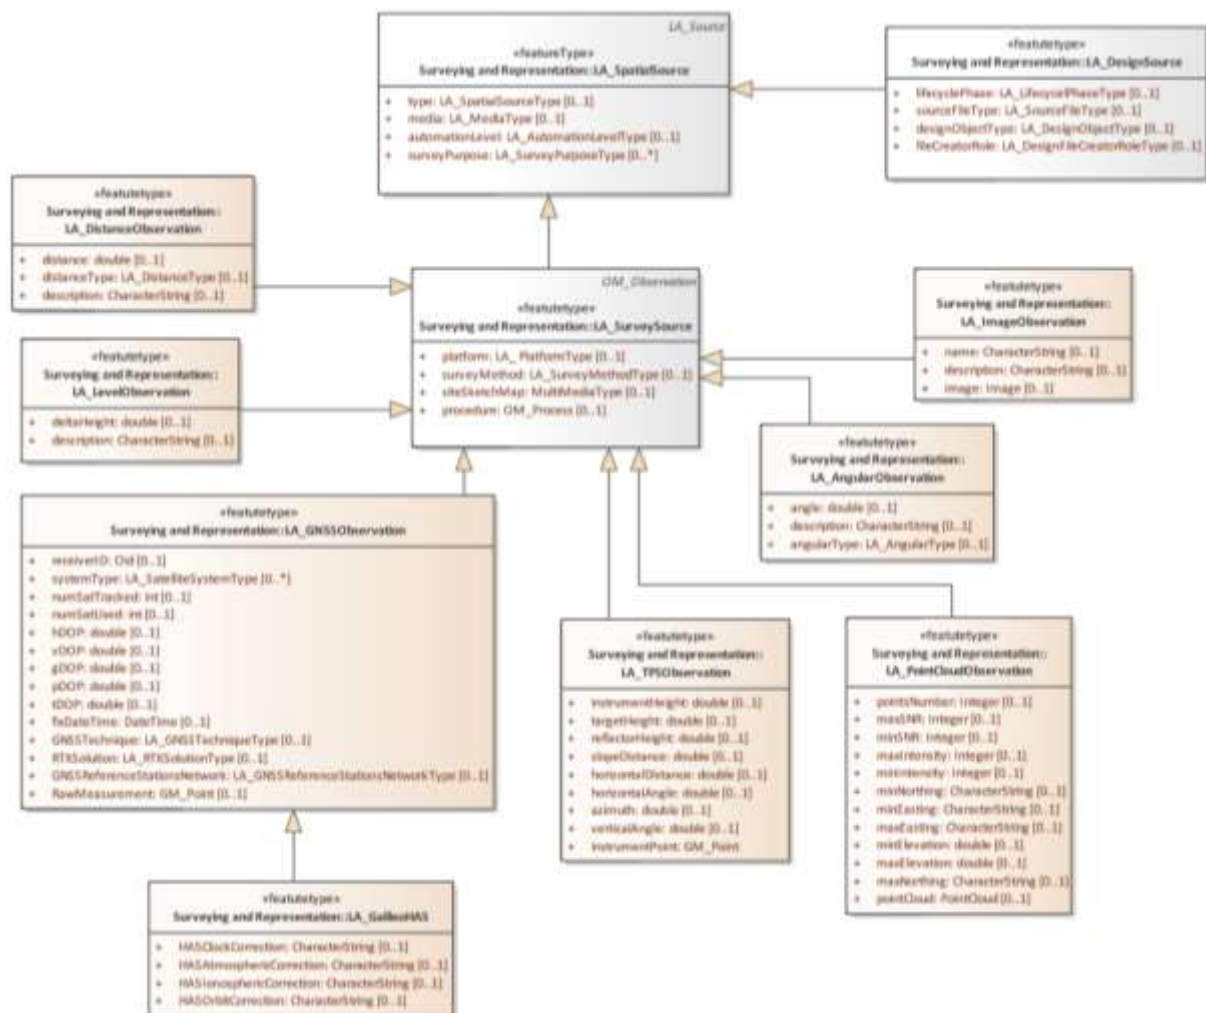 LA_Source
«featureType»
Surveying and Representation::LA_SpatialSource
+ type: LA_SpatialSourceType [0..1]
+ media: LA_MediaType [0..1]
+ automationLevel: LA_AutomationLevelType [0..1]
+ surveyPurpose: LA_SurveyPurposeType [0..*]
«featutetype»
Surveying and Representation::LA_DesignSource
+ lifecyclePhase: LA_LifecyclePhaseType [0..1]
+ sourceFileType: LA_SourceFileType [0..1]
+ designObjectType: LA_DesignObjectType [0..1]
+ fileCreatorRole: LA_DesignFileCreatorRoleType [0..1]
«featutetype»
Surveying and Representation::
LA_DistanceObservation
+ distance: double [0..1]
+ distanceType: LA_DistanceType [0..1]
+ description: CharacterString [0..1]
OM_Observation
«featutetype»
Surveying and Representation::LA_SurveySource
+ platform: LA_ PlatformType [0..1]
+ surveyMethod: LA_SurveyMethodType [0..1]
+ siteSketchMap: MultiMediaType [0..1]
+ procedure: OM_Process [0..1]
«featutetype»
Surveying and Representation::
LA_ImageObservation
+ name: CharacterString [0..1]
+ description: CharacterString [0..1]
+ image: Image [0..1]
«featutetype»
Surveying and Representation::
LA_LevelObservation
+ deltaHeight: double [0..1]
+ description: CharacterString [0..1]
«featutetype»
Surveying and Representation::
LA_AngularObservation
+ angle: double [0..1]
+ description: CharacterString [0..1]
+ angularType: LA_AngularType [0..1]
«featutetype»
Surveying and Representation::LA_GNSSObservation
+ receiverID: Oid [0..1]
+ systemType: LA_SatelliteSystemType [0..*]
+ numSatTracked: int [0..1]
+ numSatUsed: int [0..1]
+ hDOP: double [0..1]
+ vDOP: double [0..1]
+ gDOP: double [0..1]
+ pDOP: double [0..1]
+ tDOP: double [0..1]
+ fixDateTime: DateTime [0..1]
+ GNSSTechnique: LA_GNSSTechniqueType [0..1]
+ RTKSolution: LA_RTKSolutionType [0..1]
+ GNSSReferenceStationsNetwork: LA_GNSSReferenceStationsNetworkType [0..1]
+ RawMeasurement: GM_Point [0..1]
«featutetype»
Surveying and Representation::
LA_TPSObservation
+ instrumentHeight: double [0..1]
+ targetHeight: double [0..1]
+ reflectorHeight: double [0..1]
+ slopeDistance: double [0..1]
+ horizontalDistance: double [0..1]
+ horizontalAngle: double [0..1]
+ azimuth: double [0..1]
+ verticalAngle: double [0..1]
+ instrumentPoint: GM_Point
«featutetype»
Surveying and Representation::
LA_PointCloudObservation
+ pointsNumber: Integer [0..1]
+ maxSNR: Integer [0..1]
+ minSNR: Integer [0..1]
+ maxIntensity: Integer [0..1]
+ minIntensity: Integer [0..1]
+ minNorthing: CharacterString [0..1]
+ minEasting: CharacterString [0..1]
+ maxEasting: CharacterString [0..1]
+ minElevation: double [0..1]
+ maxElevation: double [0..1]
+ maxNorthing: CharacterString [0..1]
+ pointCloud: PointCloud [0..1]
«featutetype»
Surveying and Representation::LA_GalileoHAS
+ HASClockCorrection: CharacterString [0..1]
+ HASAtmosphericCorrection: CharacterString [0..1]
+ HASIonosphericCorrection: CharacterString [0..1]
+ HASOrbitCorrection: CharacterString [0..1]